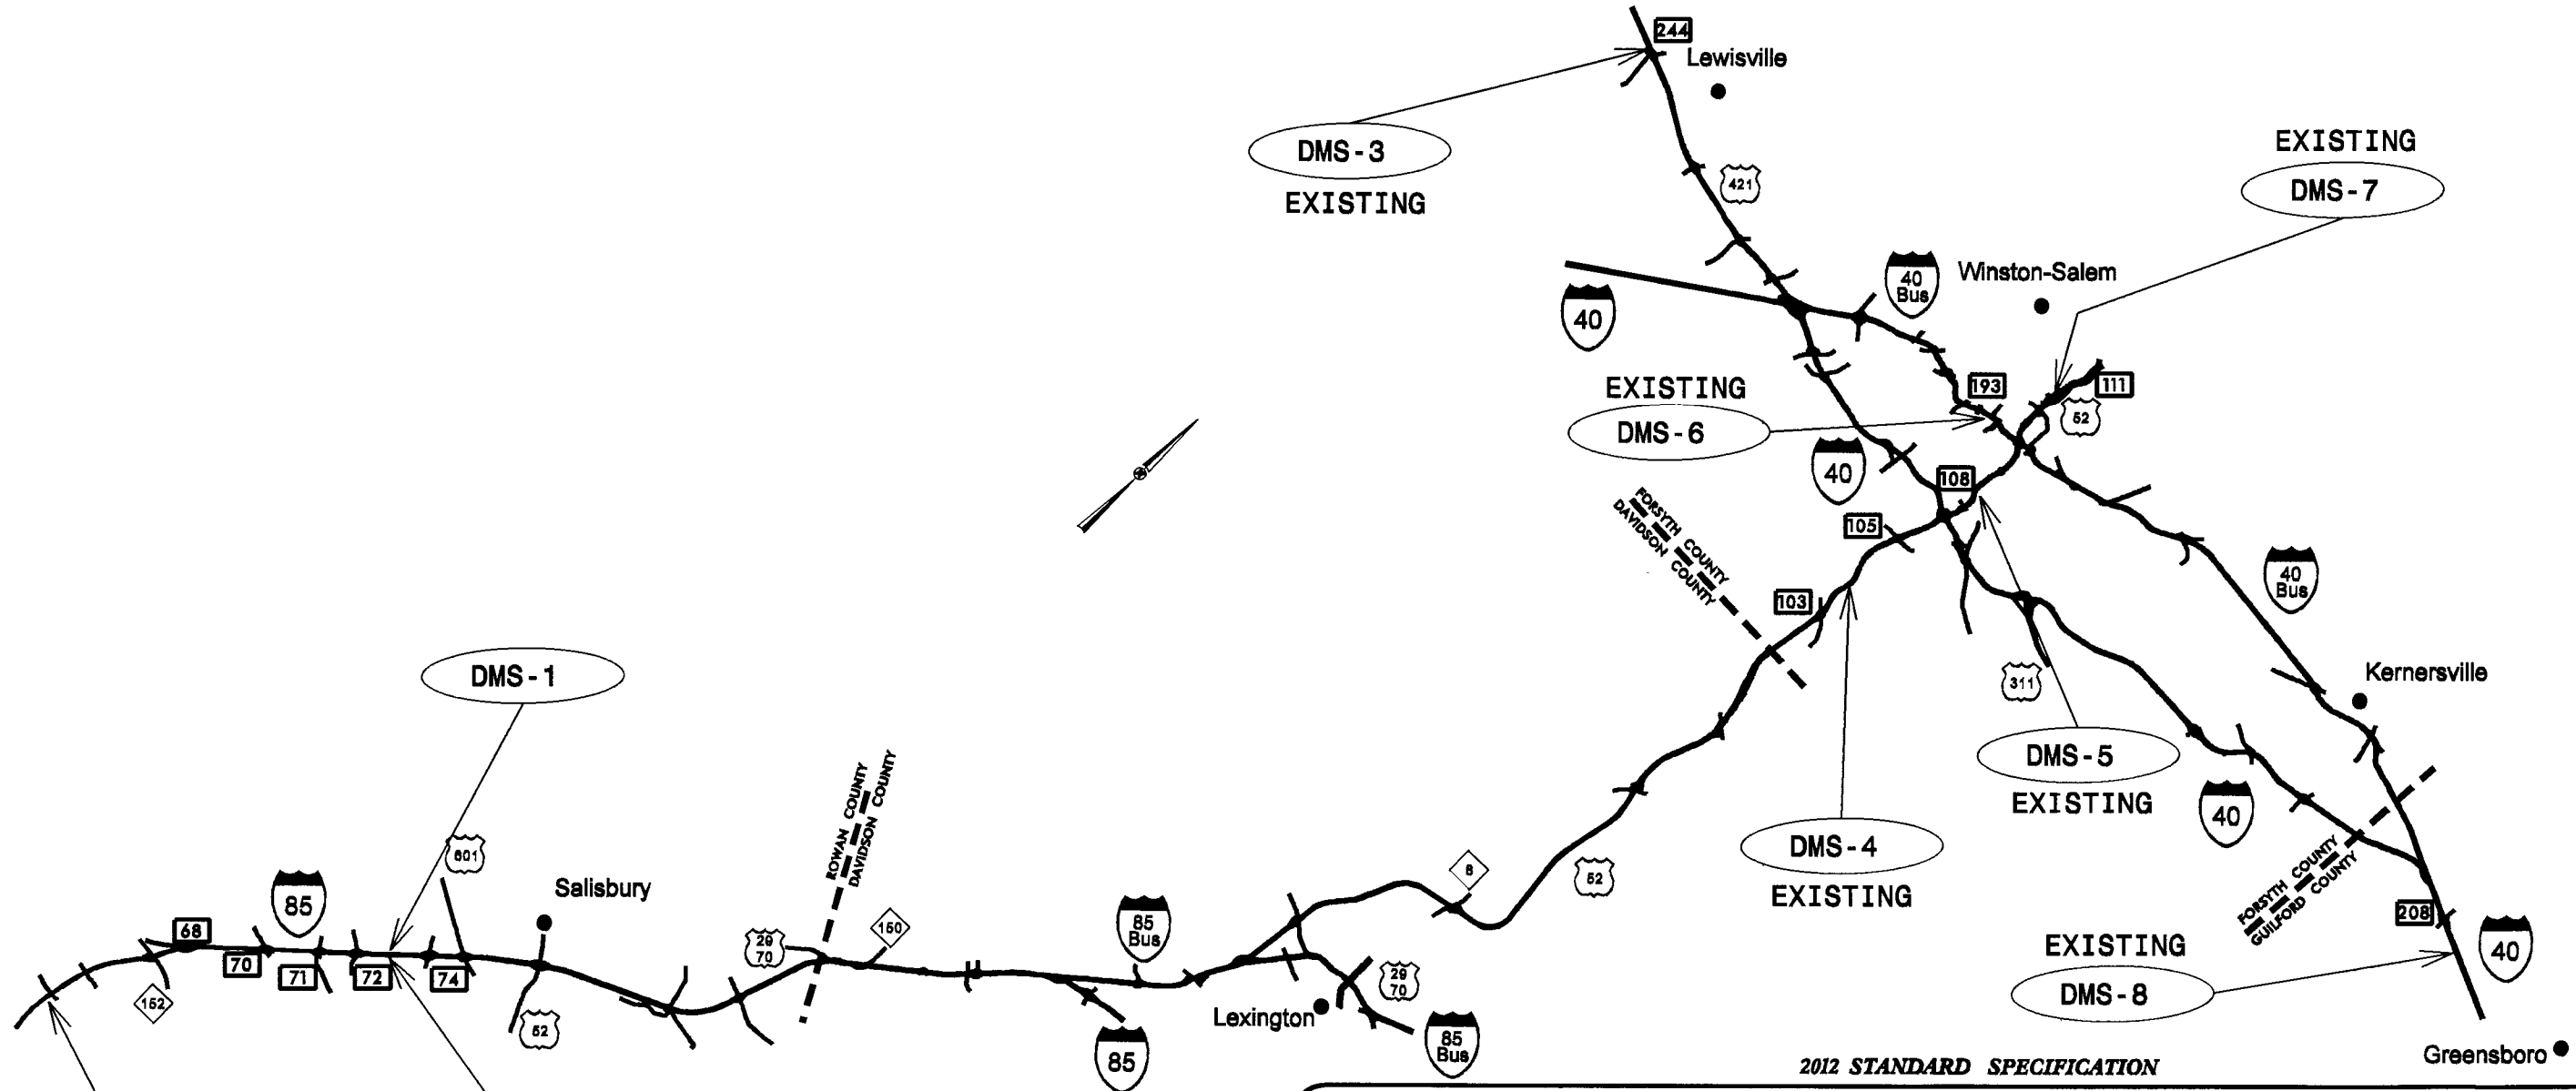 244
Lewisville
DMS-3
EXISTING
421
EXISTING
DMS-7
40
Bus
Winston-Salem
40
EXISTING
DMS-6
193
111
52
40
108
105
FORSYTH COUNTY
DAVIDSON COUNTY
103
40
Bus
311
Kernersville
DMS-5
EXISTING
40
DMS-4
EXISTING
FORSYTH COUNTY
GUILFORD COUNTY
208
40
EXISTING
DMS-8
Greensboro
DMS-1
601
85
Salisbury
68
70
71
72
74
152
52
ROWAN COUNTY
DAVIDSON COUNTY
29
70
150
85
Bus
8
52
29
70
Lexington
85
85
Bus
2012 STANDARD SPECIFICATION